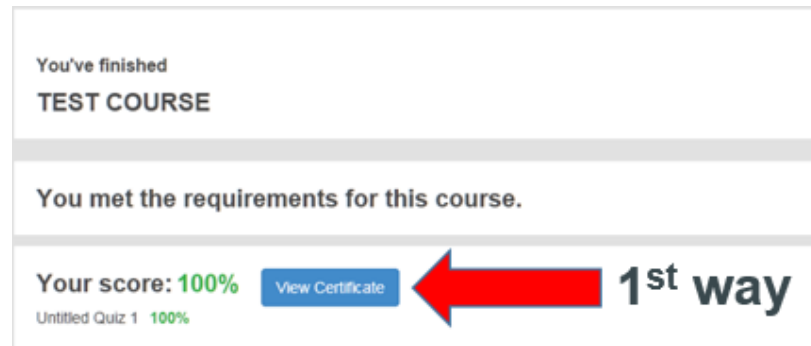 You've finished
TEST COURSE
You met the requirements for this course.
Your score: 100% View Certificate 1st way
Untitled Quiz 1 100%